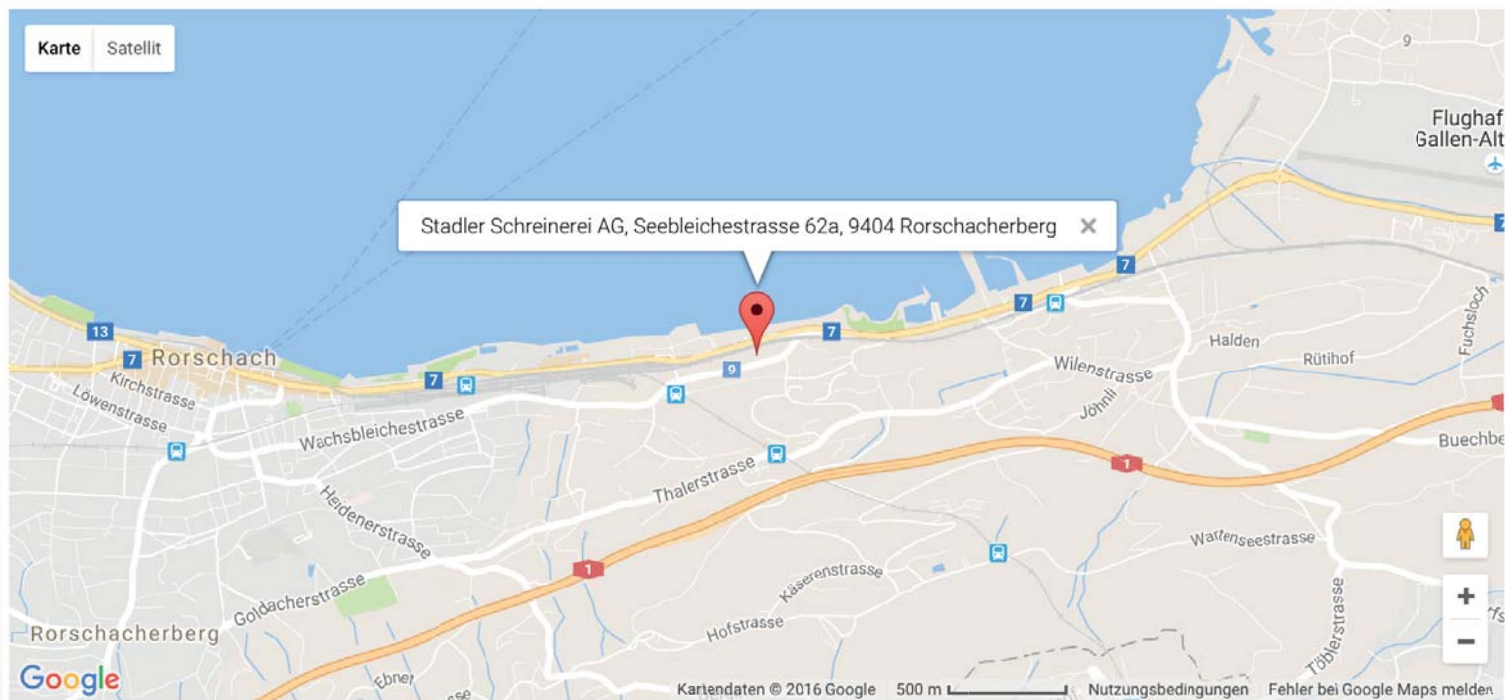 Karte Satellit
9
Flughaf
Gallen-Alt
7
Stadler Schreinerei AG, Seebleichestrasse 62a, 9404 Rorschacherberg ×
7
7
7
13
7
Rorschach
7
9
Kirchstrasse
Löwenstrasse
Wachsbleichestrasse
Wilenstrasse
Halden
Rütihof
Fuchsloch
Jöhnli
Buechbe
1
Thalerstrasse
Heidenerstrasse
1
Goldacherstrasse
Käserenstrasse
Wartenseestrasse
Hofstrasse
Töblerstrasse
Rorschacherberg
Ebnet
+
−
Google
Kartendaten © 2016 Google 500 m Nutzungsbedingungen Fehler bei Google Maps melden